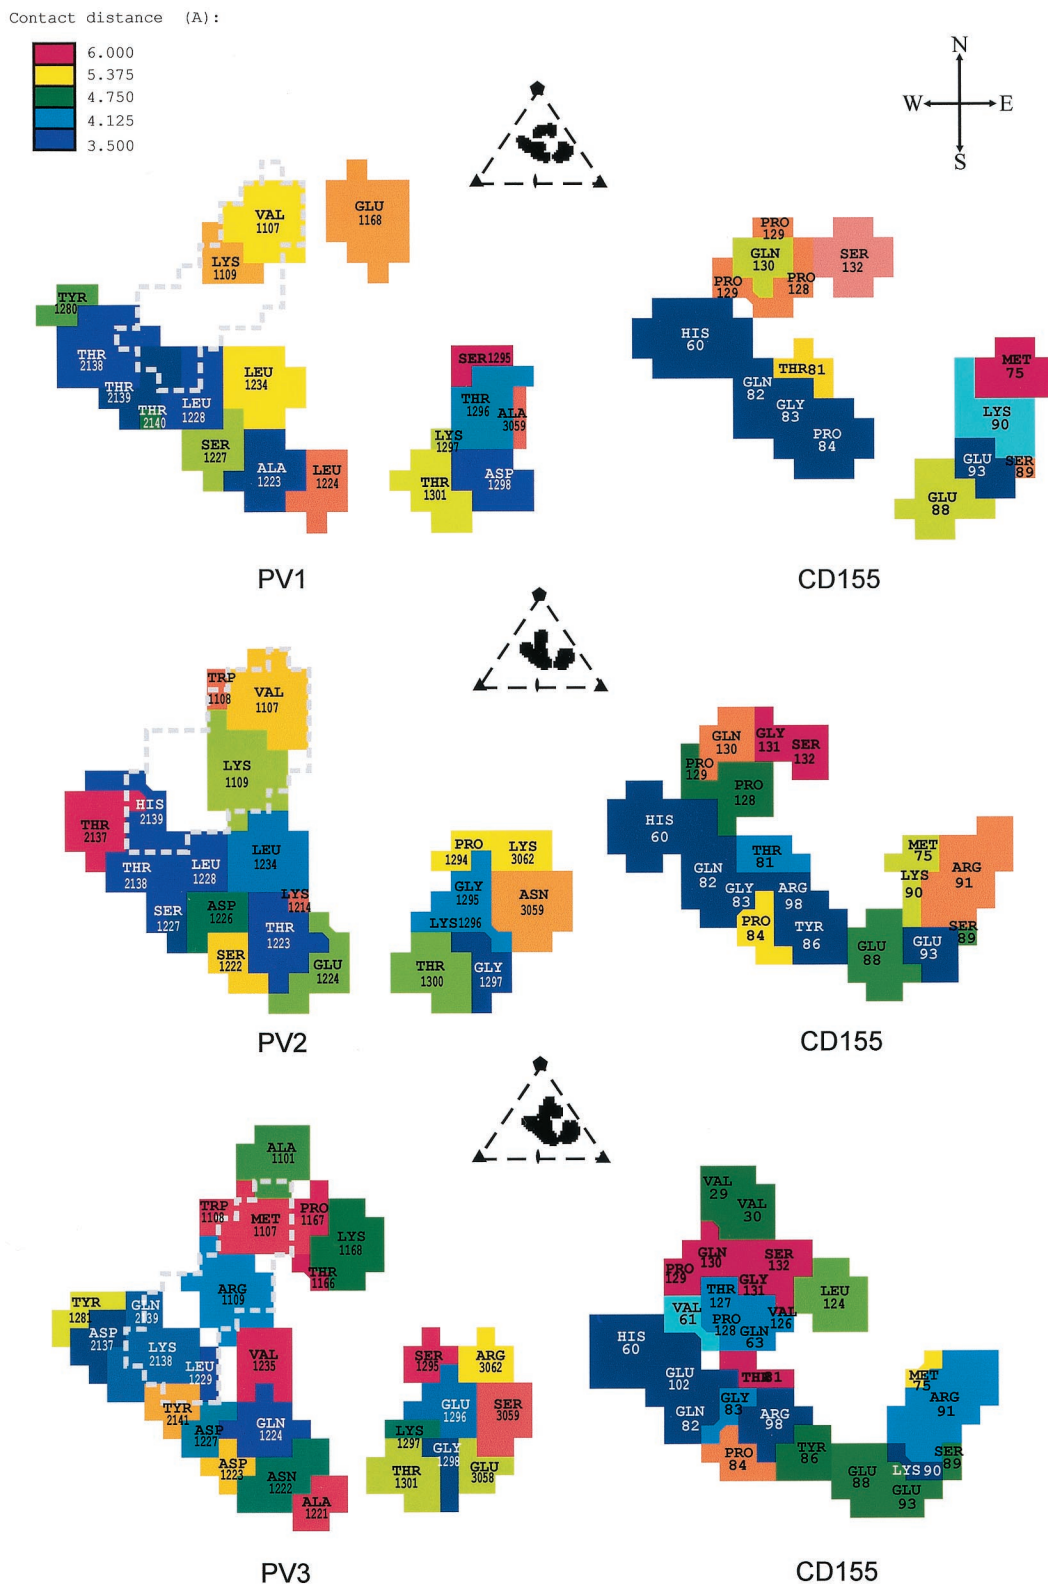 Contact distance (A):
6.000
5.375
4.750
4.125
3.500
N
W E
S
VAL
1107
GLU
1168
LYS
1109
TYR
1280
THR
2138
THR
2139
THR
2140
LEU
1228
LEU
1234
SER
1227
ALA
1223
LEU
1224
SER1295
THR
1296
ALA
3059
LYS
1297
ASP
1298
THR
1301
PV1
PRO
129
GLN
130
SER
132
PRO
129
PRO
128
HIS
60
THR81
GLN
82
GLY
83
PRO
84
MET
75
LYS
90
GLU
93
SER
89
GLU
88
CD155
TRP
1108
VAL
1107
LYS
1109
HIS
2139
THR
2137
THR
2138
LEU
1228
LEU
1234
SER
1227
ASP
1226
LYS
1214
THR
1223
SER
1222
GLU
1224
PRO
1294
LYS
3062
GLY
1295
ASN
3059
LYS1296
THR
1300
GLY
1297
PV2
GLN
130
GLY
131
SER
132
PRO
129
PRO
128
HIS
60
THR
81
GLN
82
GLY
83
ARG
98
PRO
84
TYR
86
MET
75
ARG
91
LYS
90
SER
89
GLU
88
GLU
93
CD155
ALA
1101
TRP
1108
MET
1107
PRO
1167
LYS
1168
THR
1166
ARG
1109
TYR
1281
GLN
2139
ASP
2137
LYS
2138
LEU
1229
VAL
1235
TYR
2141
ASP
1227
GLN
1224
ASP
1223
ASN
1222
ALA
1221
SER
1295
ARG
3062
GLU
1296
SER
3059
LYS
1297
GLY
1298
THR
1301
GLU
3058
PV3
VAL
29
VAL
30
GLN
130
SER
132
PRO
129
GLY
131
THR
127
LEU
124
VAL
61
PRO
128
VAL
126
GLN
63
HIS
60
GLU
102
THR81
GLN
82
GLY
83
ARG
98
PRO
84
TYR
86
MET
75
ARG
91
SER
89
LYS90
GLU
88
GLU
93
CD155